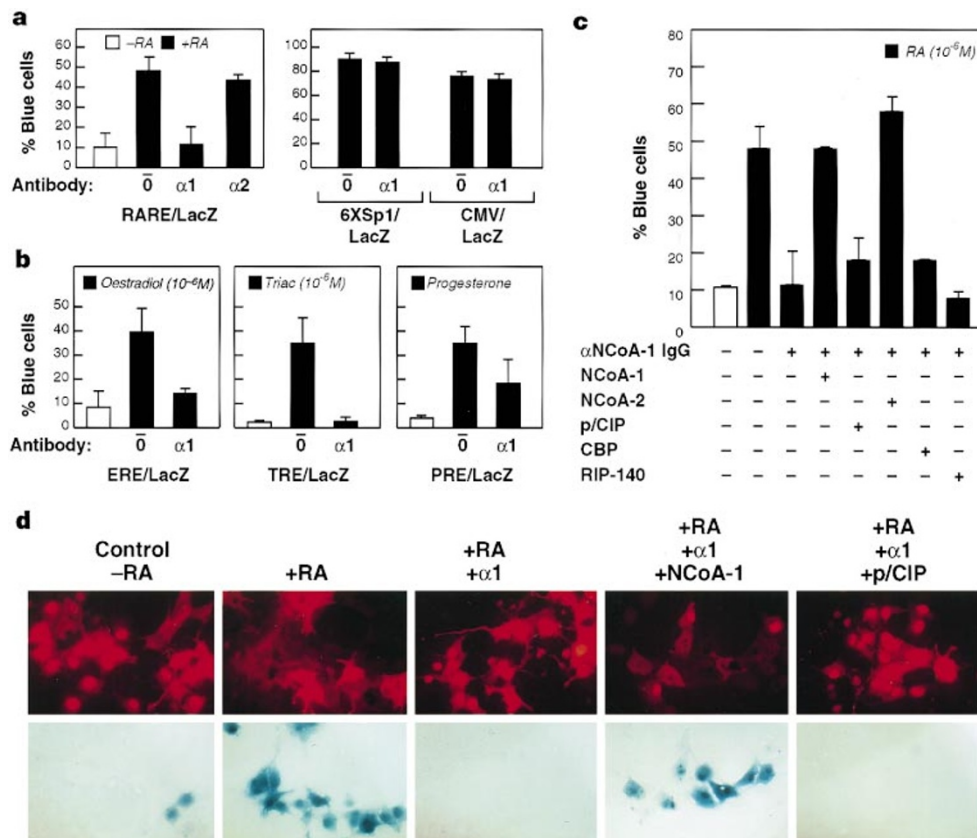 a
–RA +RA
% Blue cells
60
50
40
30
20
10
0
100
80
60
40
20
0
Antibody: 0̅ α1 α2 0̅ α1 0̅ α1
RARE/LacZ
6XSp1/ CMV/
LacZ LacZ
b
Oestradiol (10⁻⁶M) Triac (10⁻⁶M) Progesterone
% Blue cells
50
40
30
20
10
0
Antibody: 0̅ α1 0̅ α1 0̅ α1
ERE/LacZ TRE/LacZ PRE/LacZ
c
RA (10⁻⁶M)
% Blue cells
80
70
60
50
40
30
20
10
0
αNCoA-1 IgG – – + + + + + +
NCoA-1 – – – + – – – –
NCoA-2 – – – – – + – –
p/CIP – – – – + – – –
CBP – – – – – – + –
RIP-140 – – – – – – – +
d
Control
–RA
+RA
+RA
+α1
+RA
+α1
+NCoA-1
+RA
+α1
+p/CIP